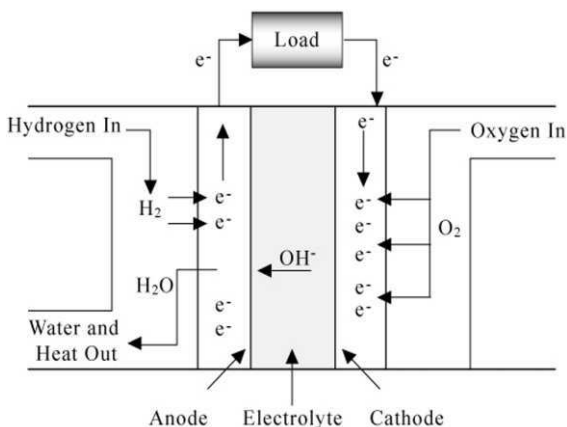 Load
e-
e-
Hydrogen In
e-
Oxygen In
H2
e-
e-
e-
e-
e-
e-
e-
O2
OH-
H2O
e-
e-
Water and
Heat Out
Anode
Electrolyte
Cathode